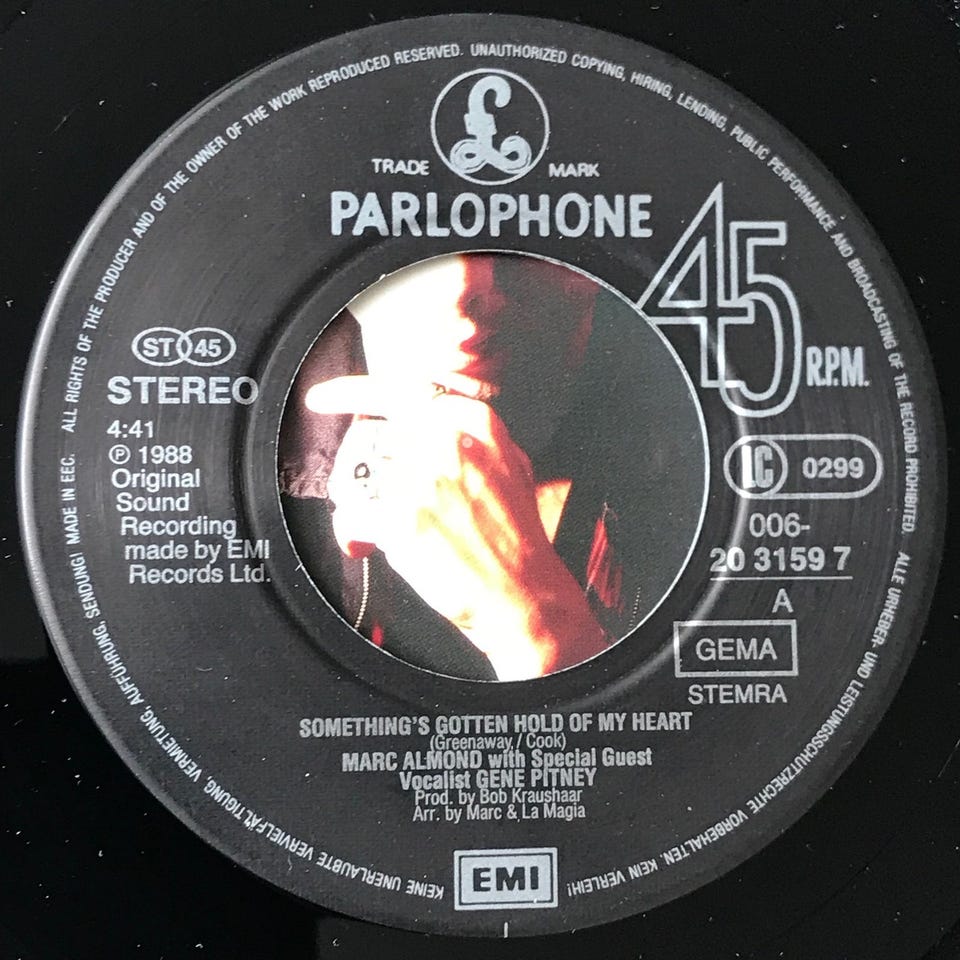 ALL RIGHTS OF THE PRODUCER AND OF THE OWNER OF THE WORK REPRODUCED RESERVED. UNAUTHORIZED COPYING, HIRING, LENDING, PUBLIC PERFORMANCE AND BROADCASTING OF THE RECORD PROHIBITED.
£
TRADE MARK
PARLOPHONE
45 R.P.M.
ST 45
STEREO
4:41
℗ 1988
Original
Sound
Recording
made by EMI
Records Ltd.
LC 0299
006-
20 3159 7
A
GEMA
STEMRA
SOMETHING'S GOTTEN HOLD OF MY HEART
(Greenaway,/ Cook)
MARC ALMOND with Special Guest
Vocalist GENE PITNEY
Prod. by Bob Kraushaar
Arr. by Marc & La Magia
EMI
ALLE URHEBER- UND LEISTUNGSSCHUTZRECHTE VORBEHALTEN. KEIN VERLEIH!
KEINE UNERLAUBTE VERVIELFÄLTIGUNG, VERMIETUNG, AUFFÜHRUNG, SENDUNG! MADE IN EEC.